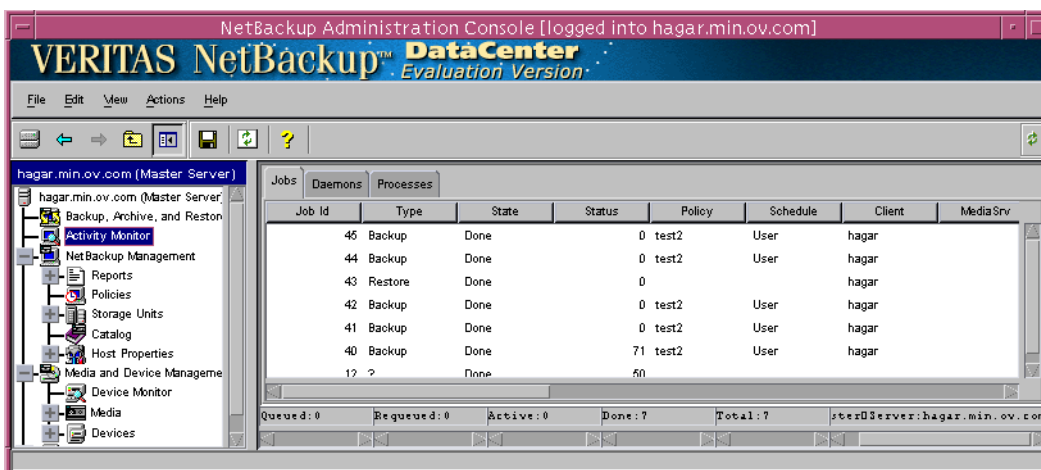 NetBackup Administration Console [logged into hagar.min.ov.com]
VERITAS NetBackup™ DataCenter
Evaluation Version
File Edit View Actions Help
hagar.min.ov.com (Master Server)
hagar.min.ov.com (Master Server
Backup, Archive, and Restor
Activity Monitor
NetBackup Management
Reports
Policies
Storage Units
Catalog
Host Properties
Media and Device Manageme
Device Monitor
Media
Devices
Jobs Daemons Processes
Job Id Type State Status Policy Schedule Client MediaSrv
45 Backup Done 0 test2 User hagar
44 Backup Done 0 test2 User hagar
43 Restore Done 0 hagar
42 Backup Done 0 test2 User hagar
41 Backup Done 0 test2 User hagar
40 Backup Done 71 test2 User hagar
12 ? Done 50
Queued:0 Requeued:0 Active:0 Done:7 Total:7 ster▯Server:hagar.min.ov.com